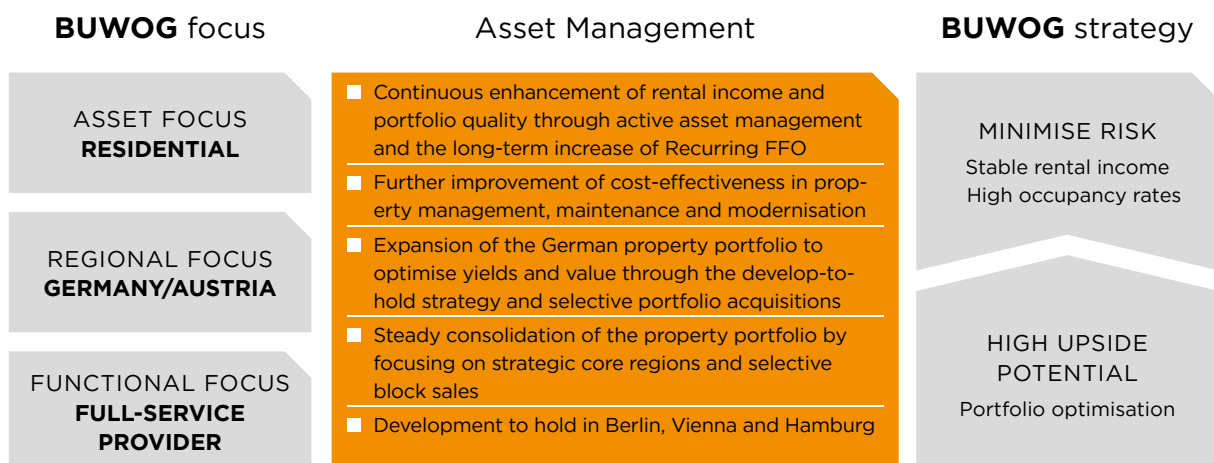 BUWOG focus
ASSET FOCUS
RESIDENTIAL
REGIONAL FOCUS
GERMANY/AUSTRIA
FUNCTIONAL FOCUS
FULL-SERVICE
PROVIDER
Asset Management
Continuous enhancement of rental income and
portfolio quality through active asset management
and the long-term increase of Recurring FFO
Further improvement of cost-effectiveness in prop-
erty management, maintenance and modernisation
Expansion of the German property portfolio to
optimise yields and value through the develop-to-
hold strategy and selective portfolio acquisitions
Steady consolidation of the property portfolio by
focusing on strategic core regions and selective
block sales
Development to hold in Berlin, Vienna and Hamburg
BUWOG strategy
MINIMISE RISK
Stable rental income
High occupancy rates
HIGH UPSIDE
POTENTIAL
Portfolio optimisation